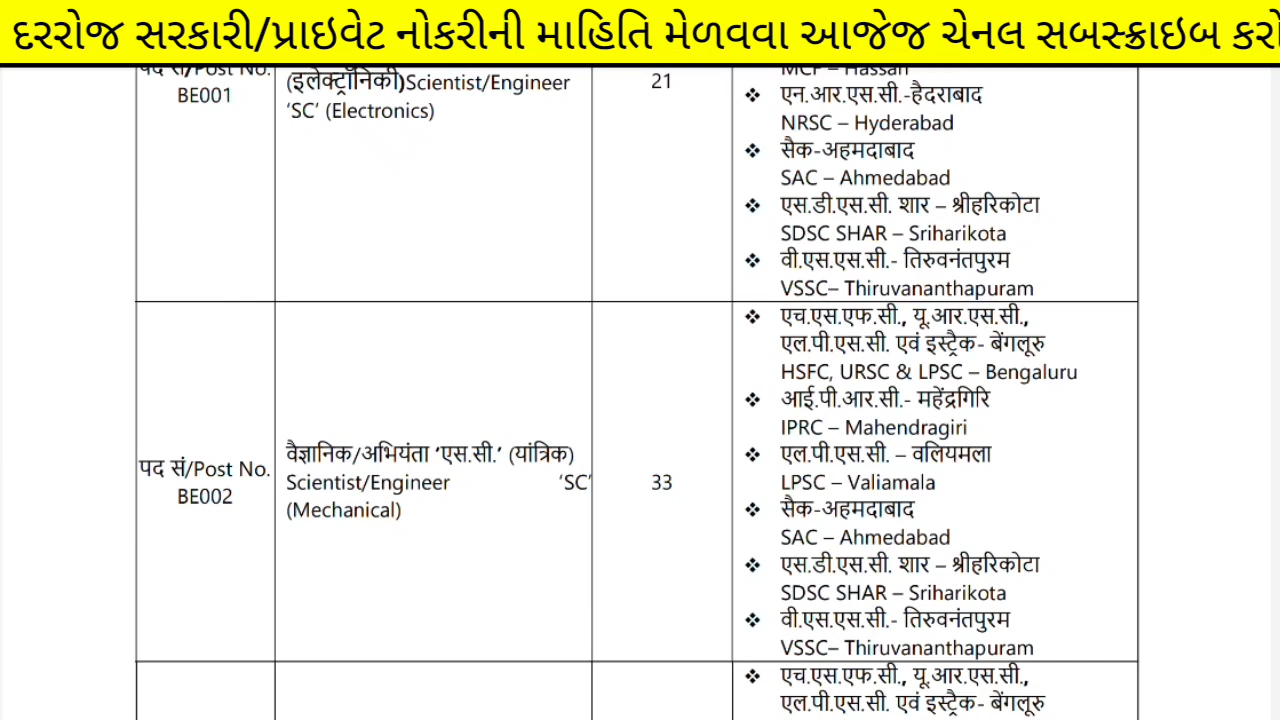 દરરોજ સરકારી/પ્રાઇવેટ નોકરીની માહિતિ મેળવવા આજેજ ચેનલ સબસ્ક્રાઇબ કરો
पद सं/Post No.
BE001
(इलेक्ट्रॉनिकी)Scientist/Engineer
‘SC’ (Electronics)
21
MCF – Hassan
❖ एन.आर.एस.सी.-हैदराबाद
NRSC – Hyderabad
❖ सैक-अहमदाबाद
SAC – Ahmedabad
❖ एस.डी.एस.सी. शार – श्रीहरिकोटा
SDSC SHAR – Sriharikota
❖ वी.एस.एस.सी.- तिरुवनंतपुरम
VSSC– Thiruvananthapuram
पद सं/Post No.
BE002
वैज्ञानिक/अभियंता ‘एस.सी.’ (यांत्रिक)
Scientist/Engineer ‘SC’
(Mechanical)
33
❖ एच.एस.एफ.सी., यू.आर.एस.सी.,
एल.पी.एस.सी. एवं इस्ट्रैक- बेंगलूरु
HSFC, URSC & LPSC – Bengaluru
❖ आई.पी.आर.सी.- महेंद्रगिरि
IPRC – Mahendragiri
❖ एल.पी.एस.सी. – वलियमला
LPSC – Valiamala
❖ सैक-अहमदाबाद
SAC – Ahmedabad
❖ एस.डी.एस.सी. शार – श्रीहरिकोटा
SDSC SHAR – Sriharikota
❖ वी.एस.एस.सी.- तिरुवनंतपुरम
VSSC– Thiruvananthapuram
❖ एच.एस.एफ.सी., यू.आर.एस.सी.,
एल.पी.एस.सी. एवं इस्ट्रैक- बेंगलूरु